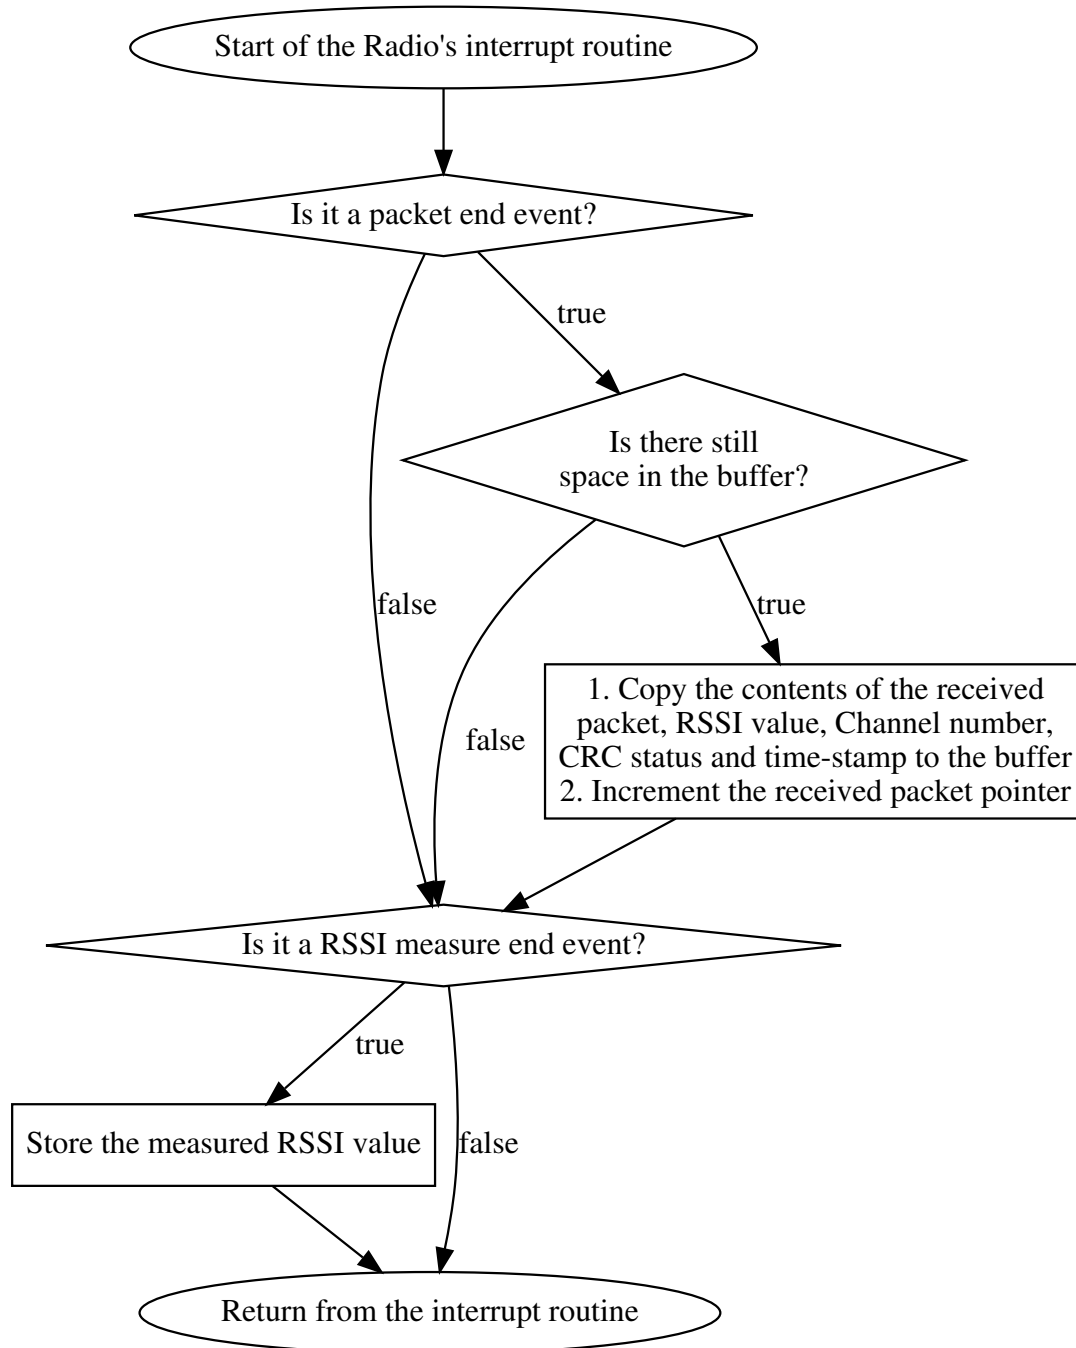 Start of the Radio's interrupt routine
Is it a packet end event?
true
Is there still
space in the buffer?
false
true
1. Copy the contents of the received
packet, RSSI value, Channel number,
CRC status and time-stamp to the buffer
2. Increment the received packet pointer
false
Is it a RSSI measure end event?
true
Store the measured RSSI value
false
Return from the interrupt routine